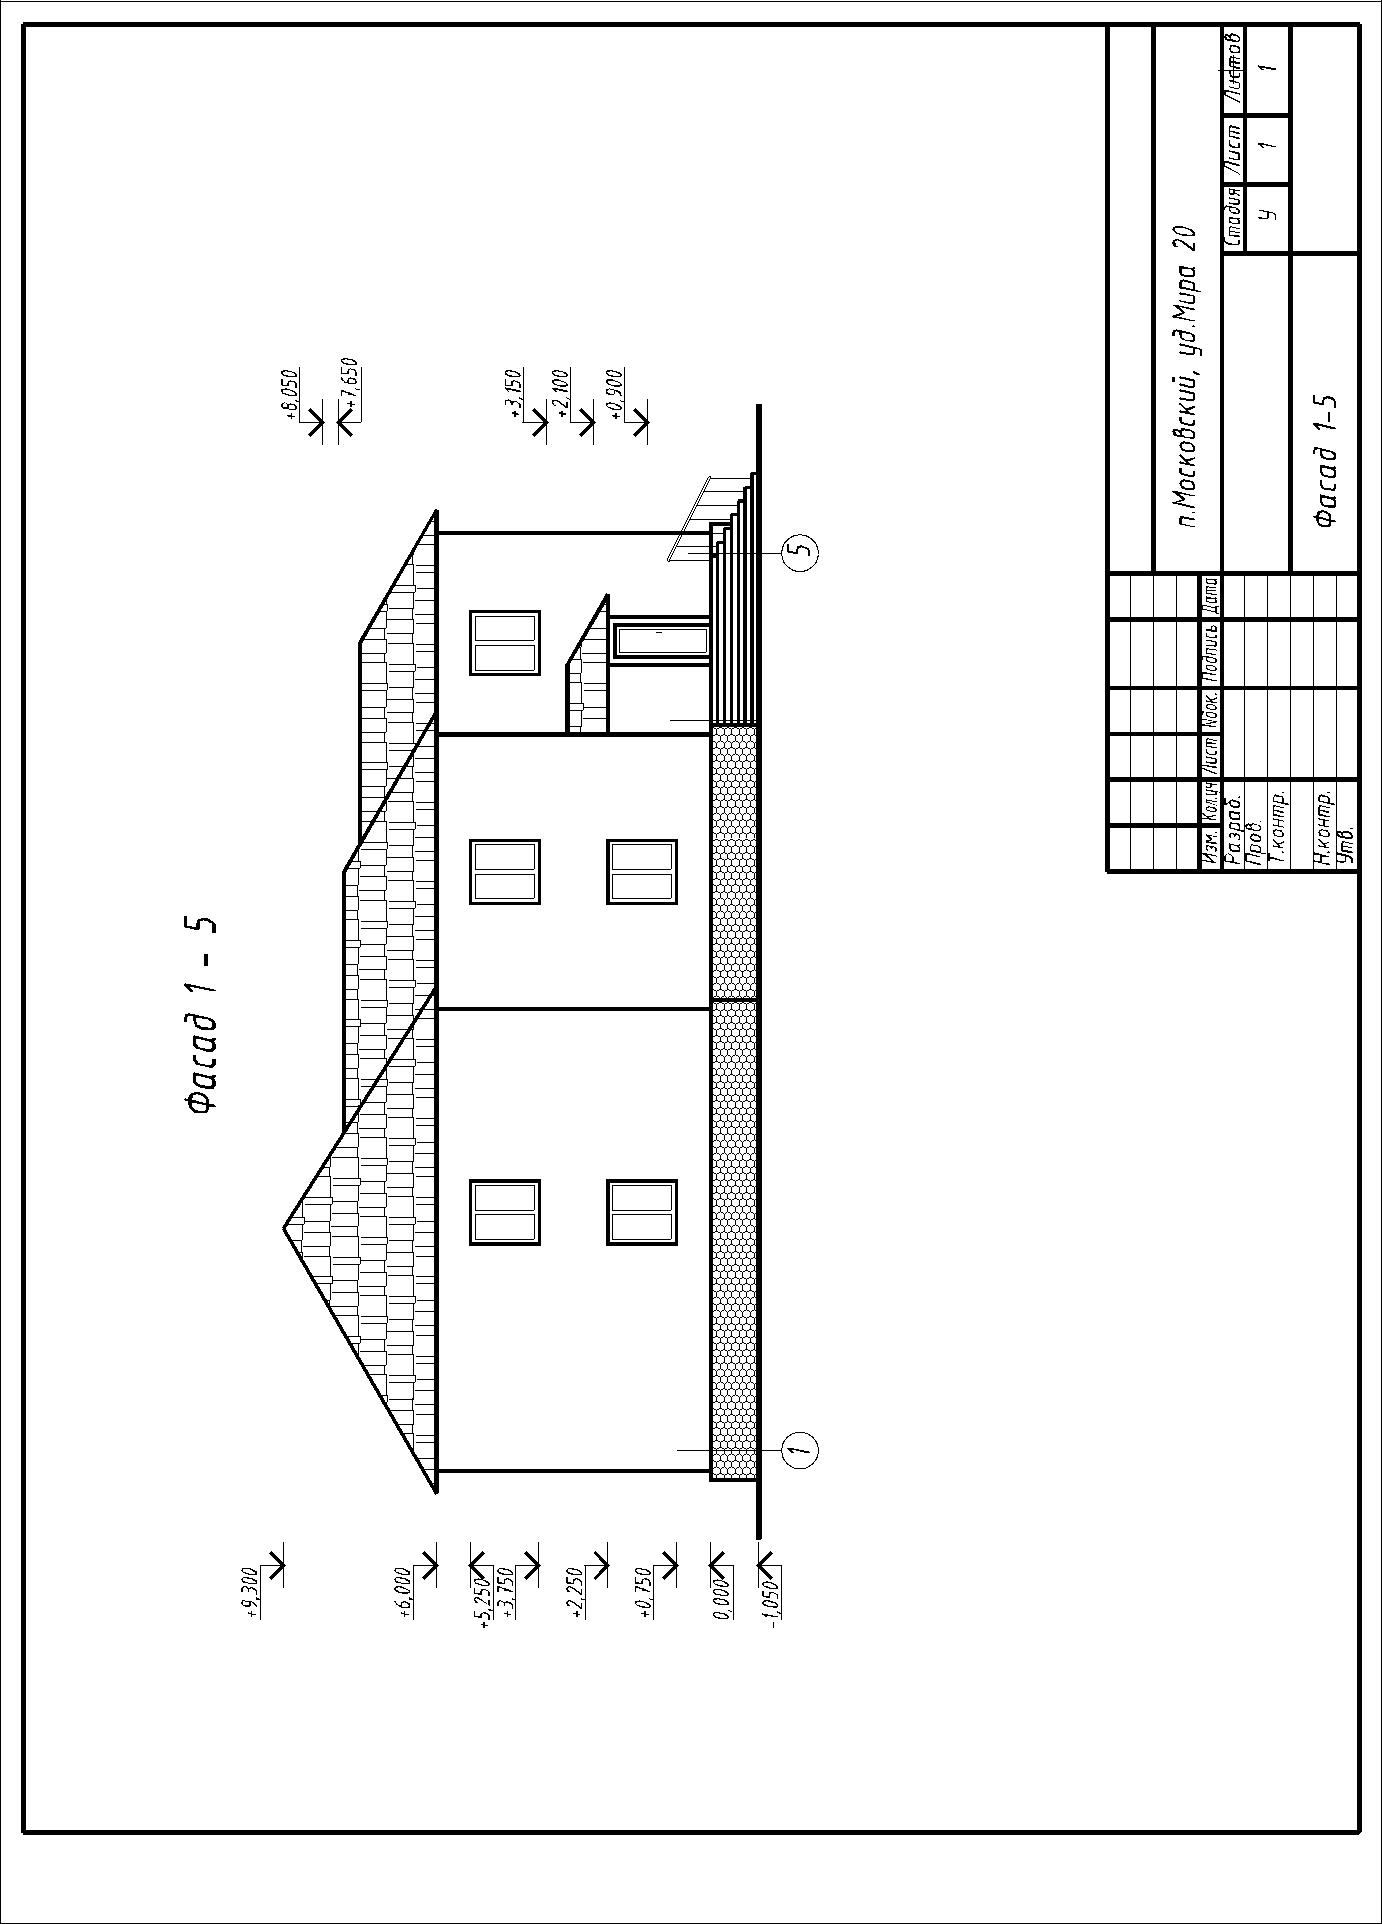 Фасад 1 - 5
+9,300
+6,000
+5,250
+3,750
+2,250
+0,750
0,000
-1,050
+8,050
+7,650
+3,150
+2,100
+0,900
1
5
Изм. Кол.уч Лист №док. Подпись Дата
Разраб.
Пров.
Т.контр.
Н.контр.
Утв.
п.Московский, уд.Мира 20
Стадия Лист Листов
У 1 1
Фасад 1-5